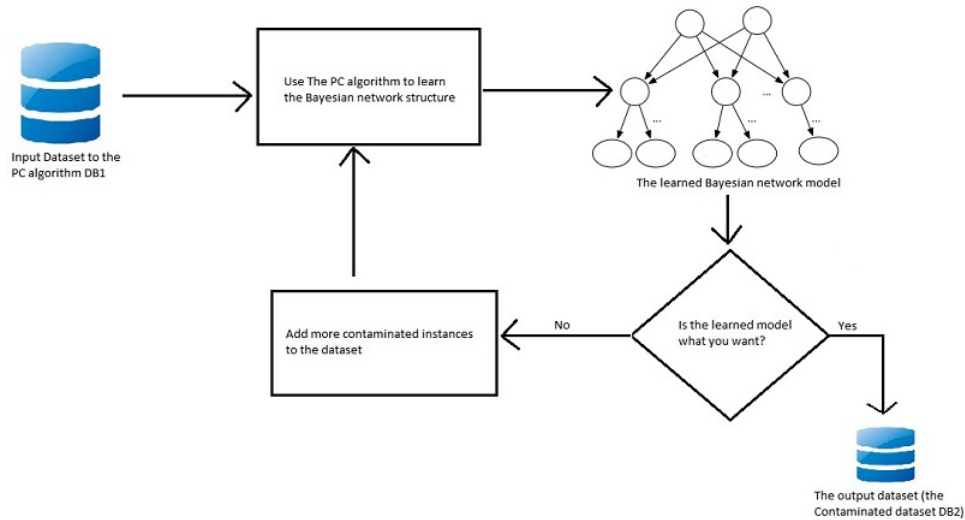 Use The PC algorithm to learn
the Bayesian network structure
Input Dataset to the
PC algorithm DB1
...
...
...
...
The learned Bayesian network model
Add more contaminated instances
to the dataset
No
Is the learned model
what you want?
Yes
The output dataset (the
Contaminated dataset DB2)